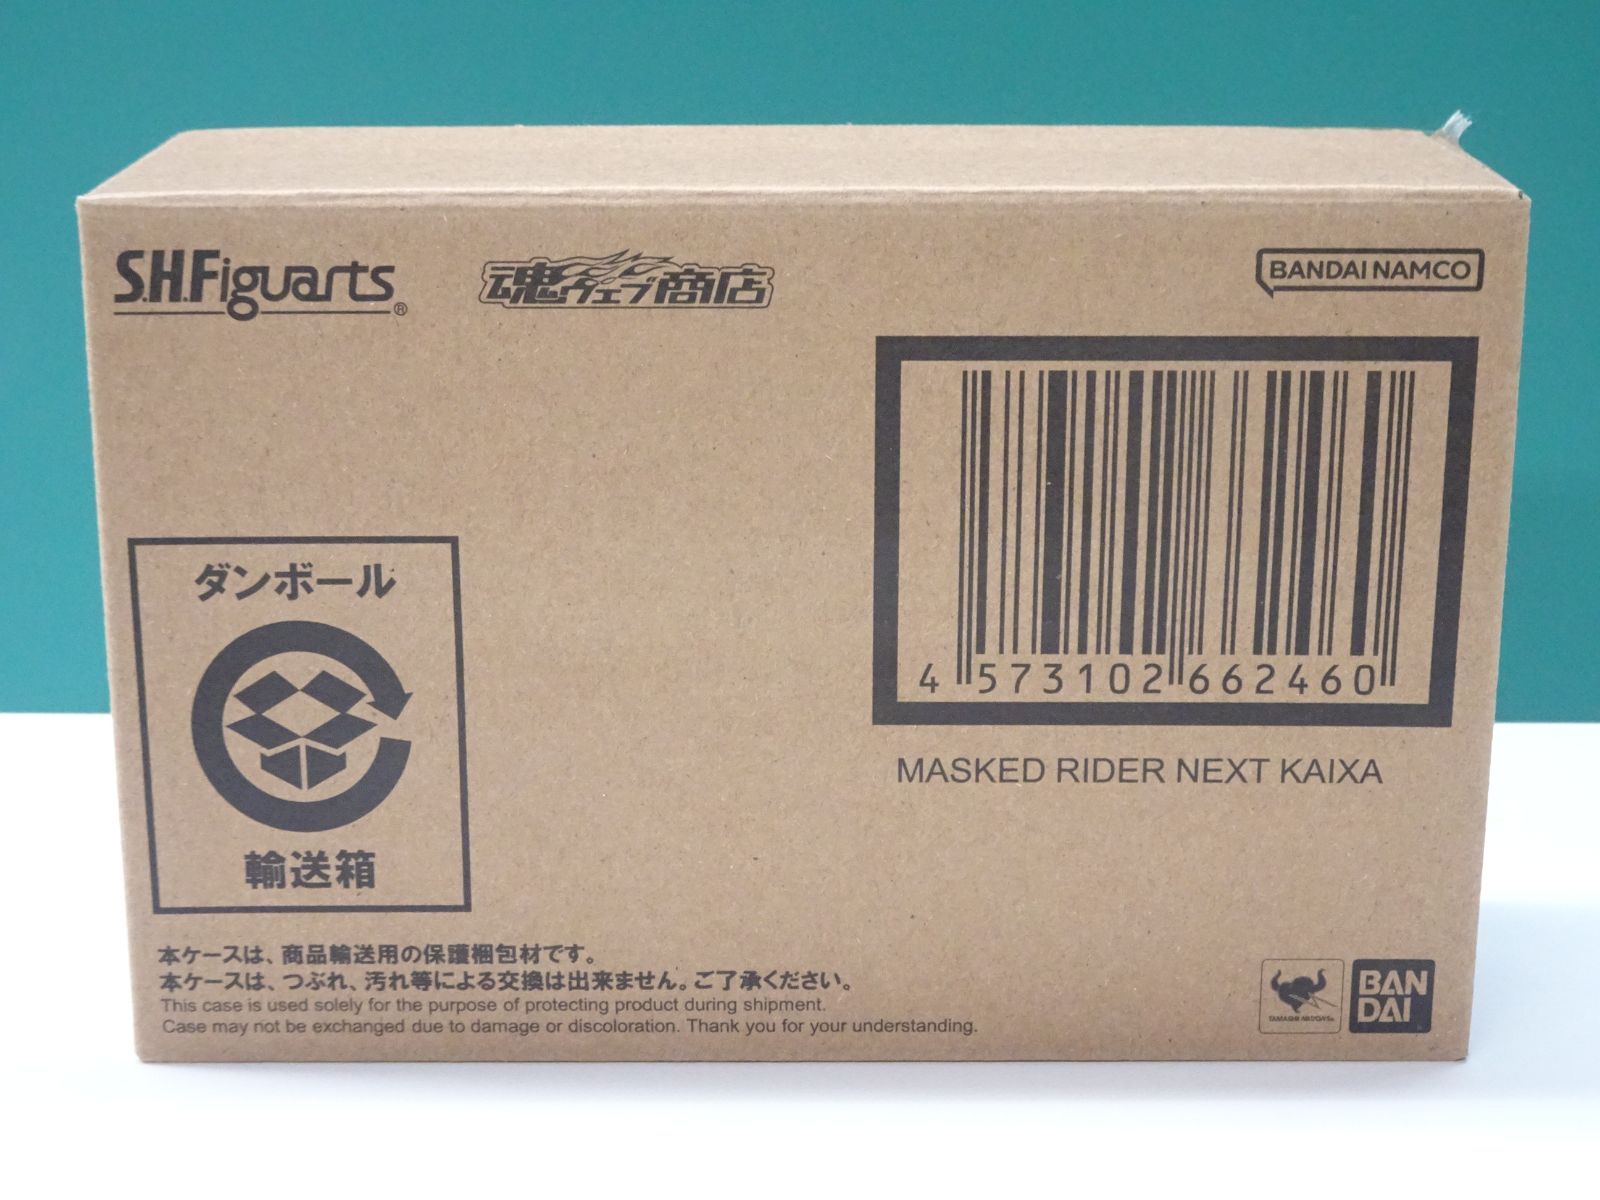 S.H.Figuarts®
魂ウェブ商店
BANDAI NAMCO
4 573102 662460
MASKED RIDER NEXT KAIXA
ダンボール
輸送箱
本ケースは、商品輸送用の保護梱包材です。
本ケースは、つぶれ、汚れ等による交換は出来ません。ご了承ください。
This case is used solely for the purpose of protecting product during shipment.
Case may not be exchanged due to damage or discoloration. Thank you for your understanding.
TAMASHII NATIONS
BAN
DAI